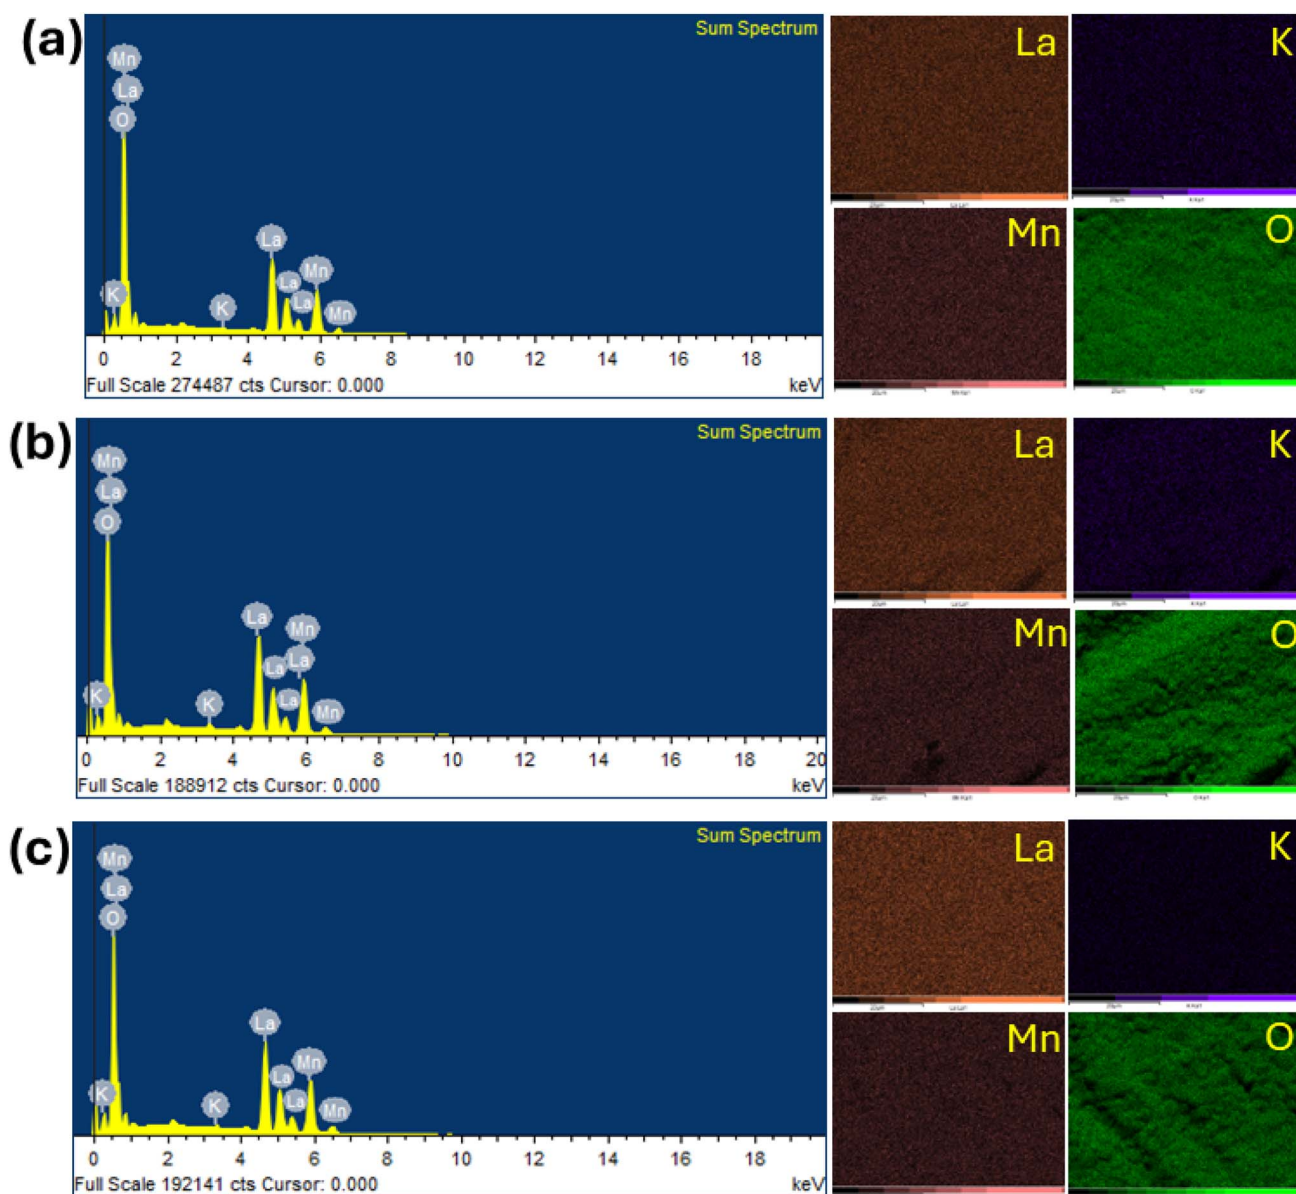 (a)
Sum Spectrum
Mn
La
O
K
K
La
La
La
Mn
Mn
0 2 4 6 8 10 12 14 16 18
Full Scale 274487 cts Cursor: 0.000 keV
La K
Mn O
(b)
Sum Spectrum
Mn
La
O
K
K
La
La
La
Mn
La
Mn
0 2 4 6 8 10 12 14 16 18 20
Full Scale 188912 cts Cursor: 0.000 keV
La K
Mn O
(c)
Sum Spectrum
Mn
La
O
K
K
La
La
La
Mn
Mn
0 2 4 6 8 10 12 14 16 18
Full Scale 192141 cts Cursor: 0.000 keV
La K
Mn O